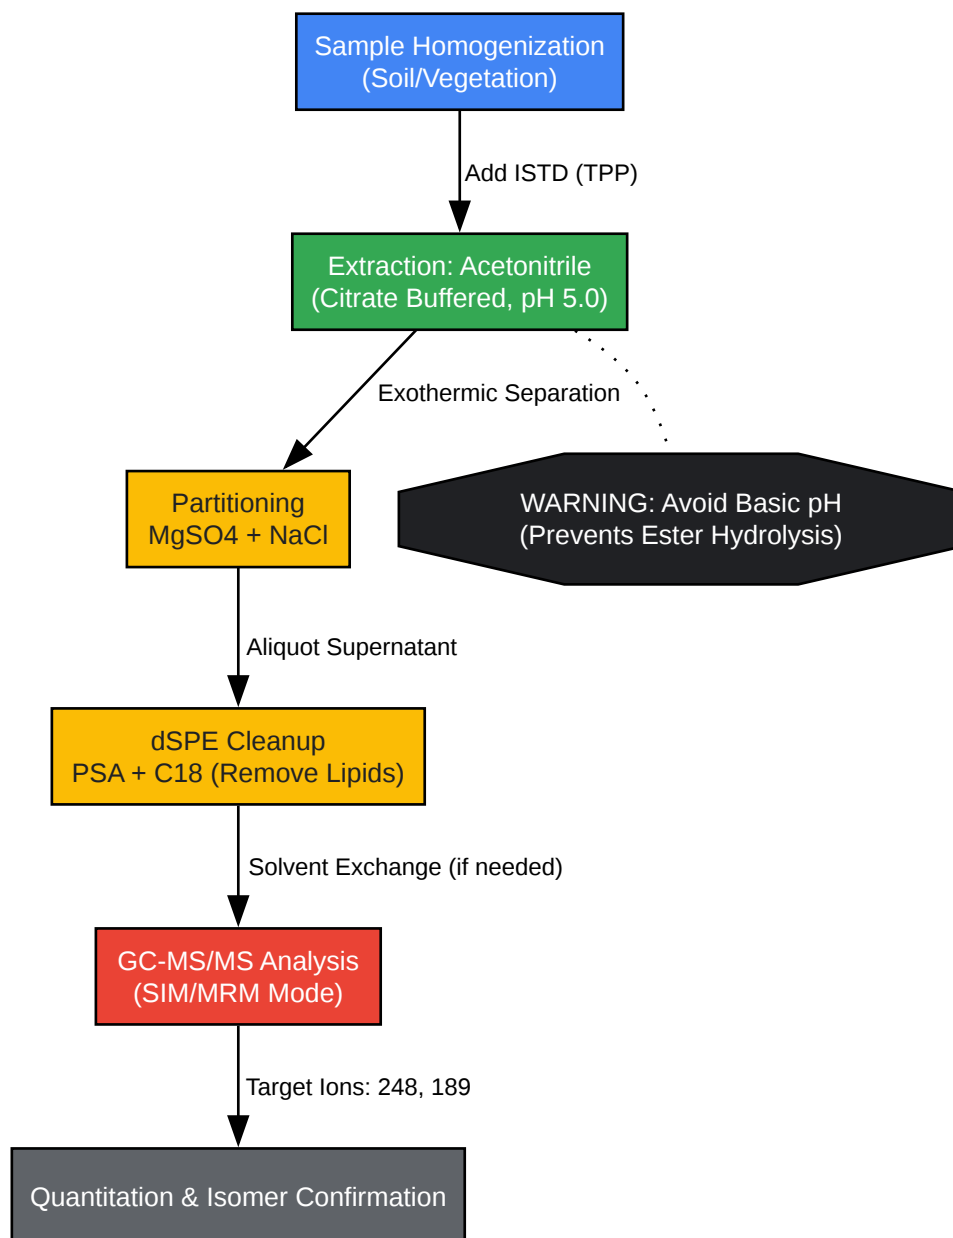 Sample Homogenization
(Soil/Vegetation)
Add ISTD (TPP)
Extraction: Acetonitrile
(Citrate Buffered, pH 5.0)
Exothermic Separation
Partitioning
MgSO4 + NaCl
WARNING: Avoid Basic pH
(Prevents Ester Hydrolysis)
Aliquot Supernatant
dSPE Cleanup
PSA + C18 (Remove Lipids)
Solvent Exchange (if needed)
GC-MS/MS Analysis
(SIM/MRM Mode)
Target Ions: 248, 189
Quantitation & Isomer Confirmation